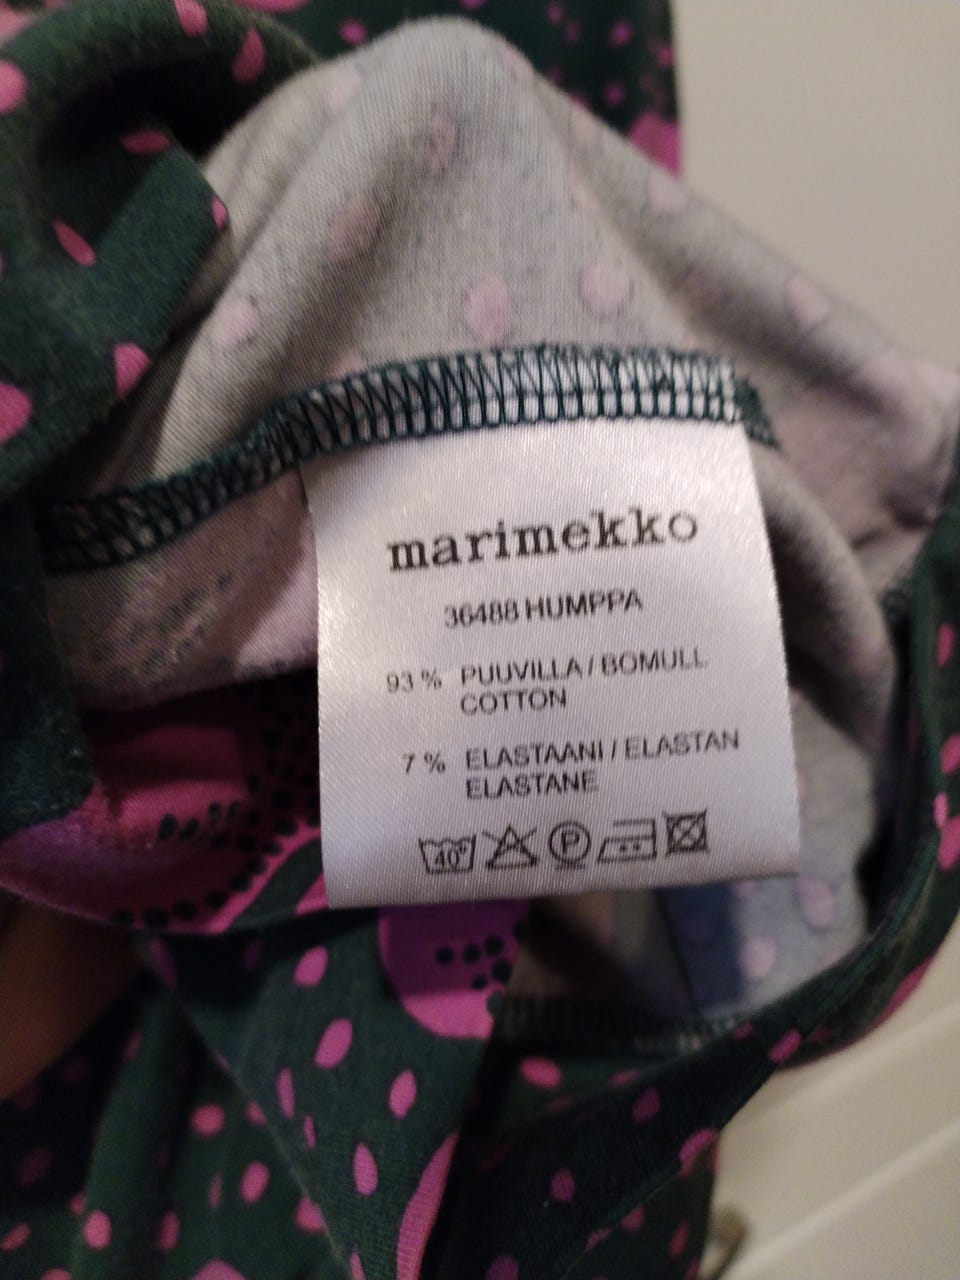 marimekko
36488 HUMPPA
93 % PUUVILLA / BOMULL
COTTON
7 % ELASTAANI / ELASTAN
ELASTANE
40° P